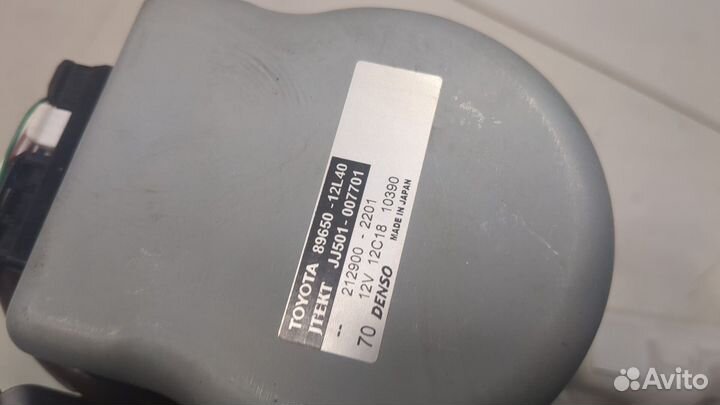 TOYOTA 89650-12L40
JTEKT JJ501-007701
-- 212900-2201
12V 12C18 10390
70 DENSO MADE IN JAPAN
Avito